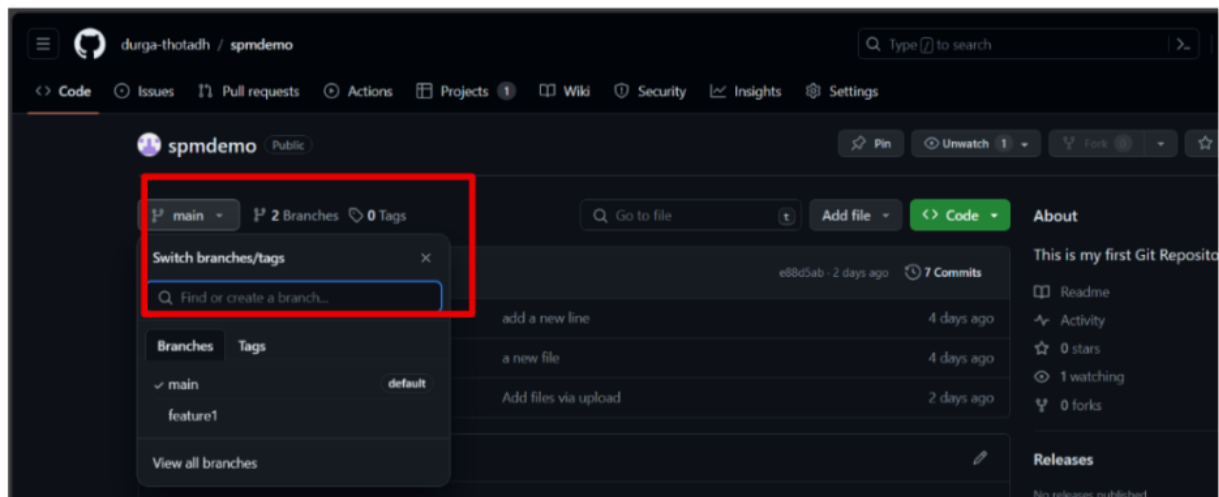 durga-thotadh / spmdemo
Type / to search
Code Issues Pull requests Actions Projects 1 Wiki Security Insights Settings
spmdemo Public
Pin Unwatch 1 Fork 0
main 2 Branches 0 Tags
Go to file t Add file Code
About
Switch branches/tags
This is my first Git Reposito
Find or create a branch...
e88d5ab · 2 days ago 7 Commits
Readme
add a new line 4 days ago
Activity
Branches Tags
0 stars
a new file 4 days ago
1 watching
main default
Add files via upload 2 days ago
0 forks
feature1
View all branches
Releases
No releases published